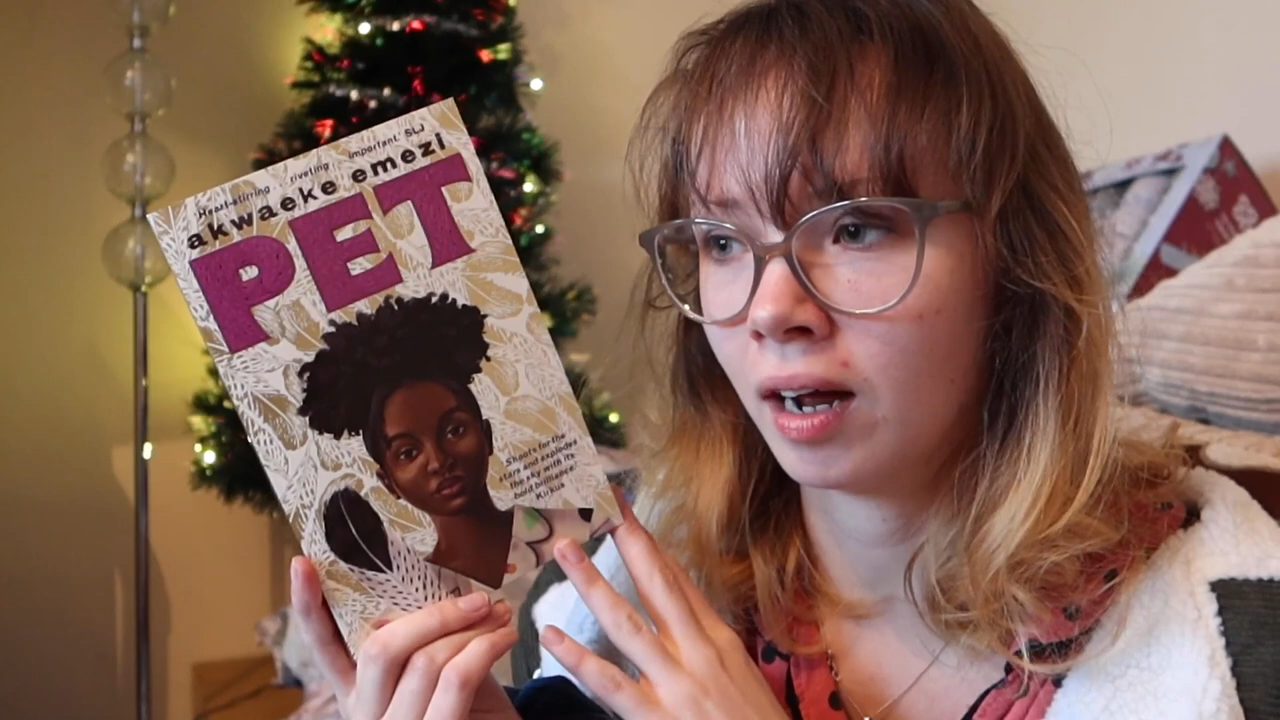 'Heart-stirring riveting important.' SLJ
akwaeke emezi
PET
'Shoots for the
stars and explodes
the sky with its
bold brilliance.'
Kirkus